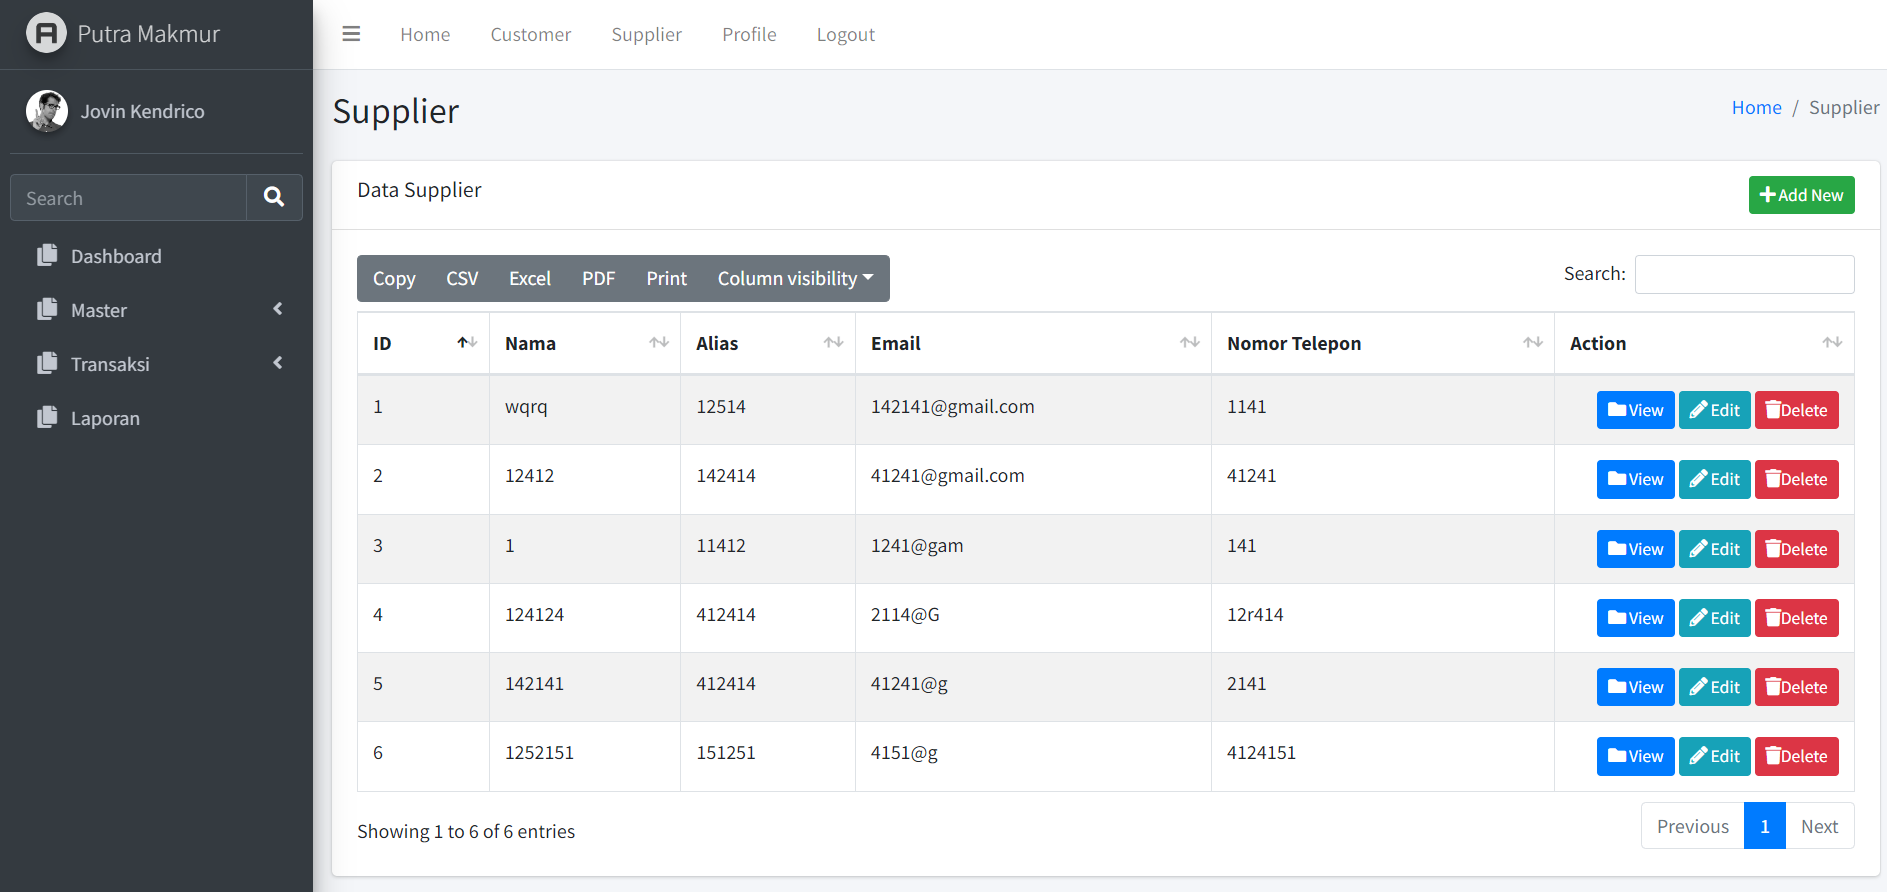 Putra Makmur
Home Customer Supplier Profile Logout
Jovin Kendrico
Search
Dashboard
Master
Transaksi
Laporan
Supplier
Home / Supplier
Data Supplier
Add New
Copy CSV Excel PDF Print Column visibility
Search:
ID Nama Alias Email Nomor Telepon Action
1 wqrq 12514 142141@gmail.com 1141 View Edit Delete
2 12412 142414 41241@gmail.com 41241 View Edit Delete
3 1 11412 1241@gam 141 View Edit Delete
4 124124 412414 2114@G 12r414 View Edit Delete
5 142141 412414 41241@g 2141 View Edit Delete
6 1252151 151251 4151@g 4124151 View Edit Delete
Showing 1 to 6 of 6 entries
Previous 1 Next